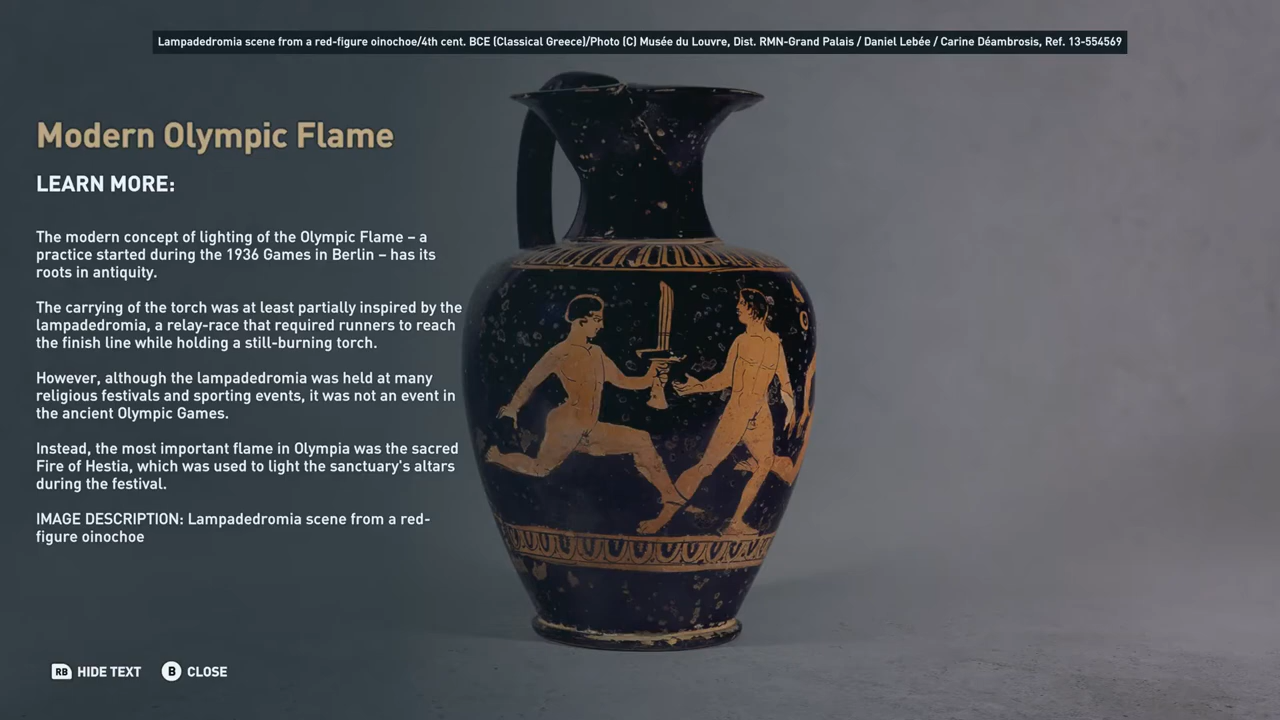 Lampadedromia scene from a red-figure oinochoe/4th cent. BCE (Classical Greece)/Photo (C) Musée du Louvre, Dist. RMN-Grand Palais / Daniel Lebée / Carine Déambrosis, Ref. 13-554569
Modern Olympic Flame
LEARN MORE:
The modern concept of lighting of the Olympic Flame – a
practice started during the 1936 Games in Berlin – has its
roots in antiquity.
The carrying of the torch was at least partially inspired by the
lampadedromia, a relay-race that required runners to reach
the finish line while holding a still-burning torch.
However, although the lampadedromia was held at many
religious festivals and sporting events, it was not an event in
the ancient Olympic Games.
Instead, the most important flame in Olympia was the sacred
Fire of Hestia, which was used to light the sanctuary's altars
during the festival.
IMAGE DESCRIPTION: Lampadedromia scene from a red-
figure oinochoe
RB HIDE TEXT B CLOSE